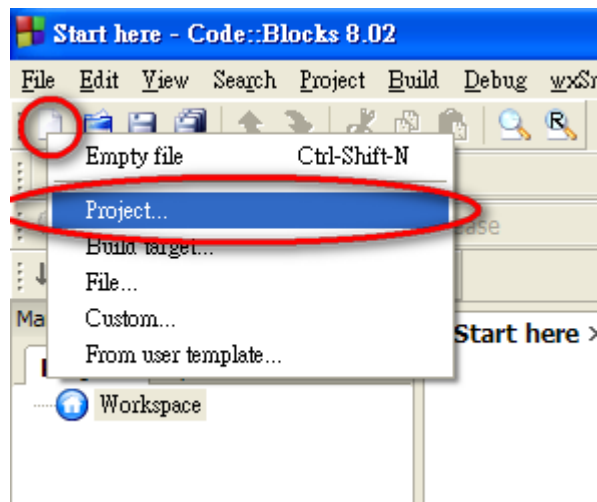 Start here - Code::Blocks 8.02
File Edit View Search Project Build Debug
Empty file Ctrl-Shift-N
Project...
Build target...
File...
Custom...
From user template...
Start here
Workspace